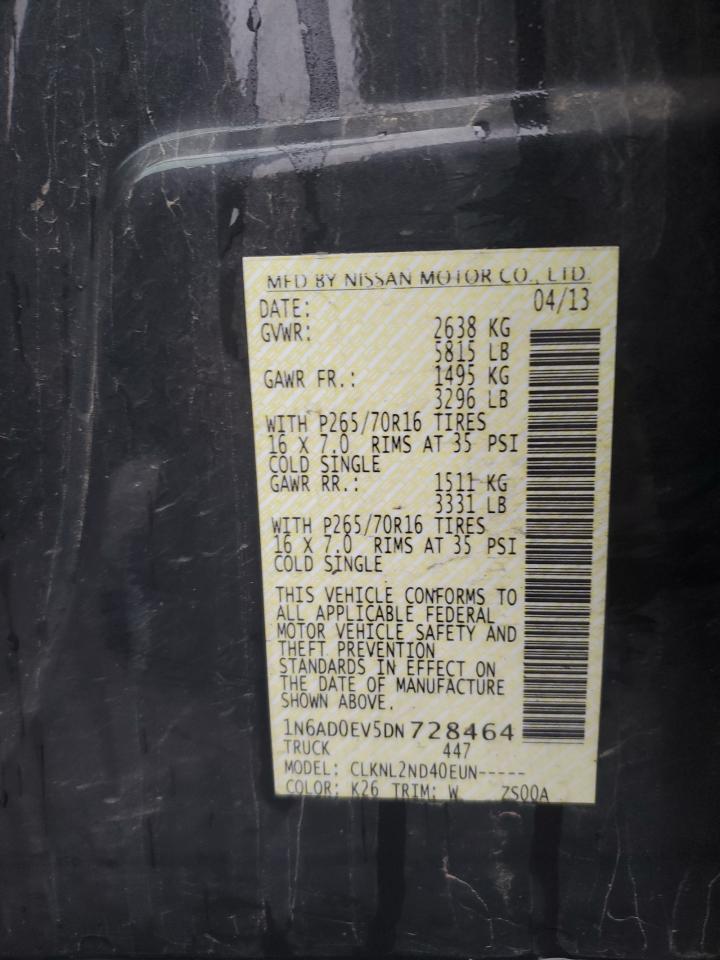 MFD BY NISSAN MOTOR CO., LTD.
DATE: 04/13
GVWR: 2638 KG
5815 LB
GAWR FR.: 1495 KG
3296 LB
WITH P265/70R16 TIRES
16 X 7.0 RIMS AT 35 PSI
COLD SINGLE
GAWR RR.: 1511 KG
3331 LB
WITH P265/70R16 TIRES
16 X 7.0 RIMS AT 35 PSI
COLD SINGLE
THIS VEHICLE CONFORMS TO
ALL APPLICABLE FEDERAL
MOTOR VEHICLE SAFETY AND
THEFT PREVENTION
STANDARDS IN EFFECT ON
THE DATE OF MANUFACTURE
SHOWN ABOVE.
1N6AD0EV5DN728464
TRUCK 447
MODEL: CLKNL2ND40EUN-----
COLOR: K26 TRIM: W ZS00A